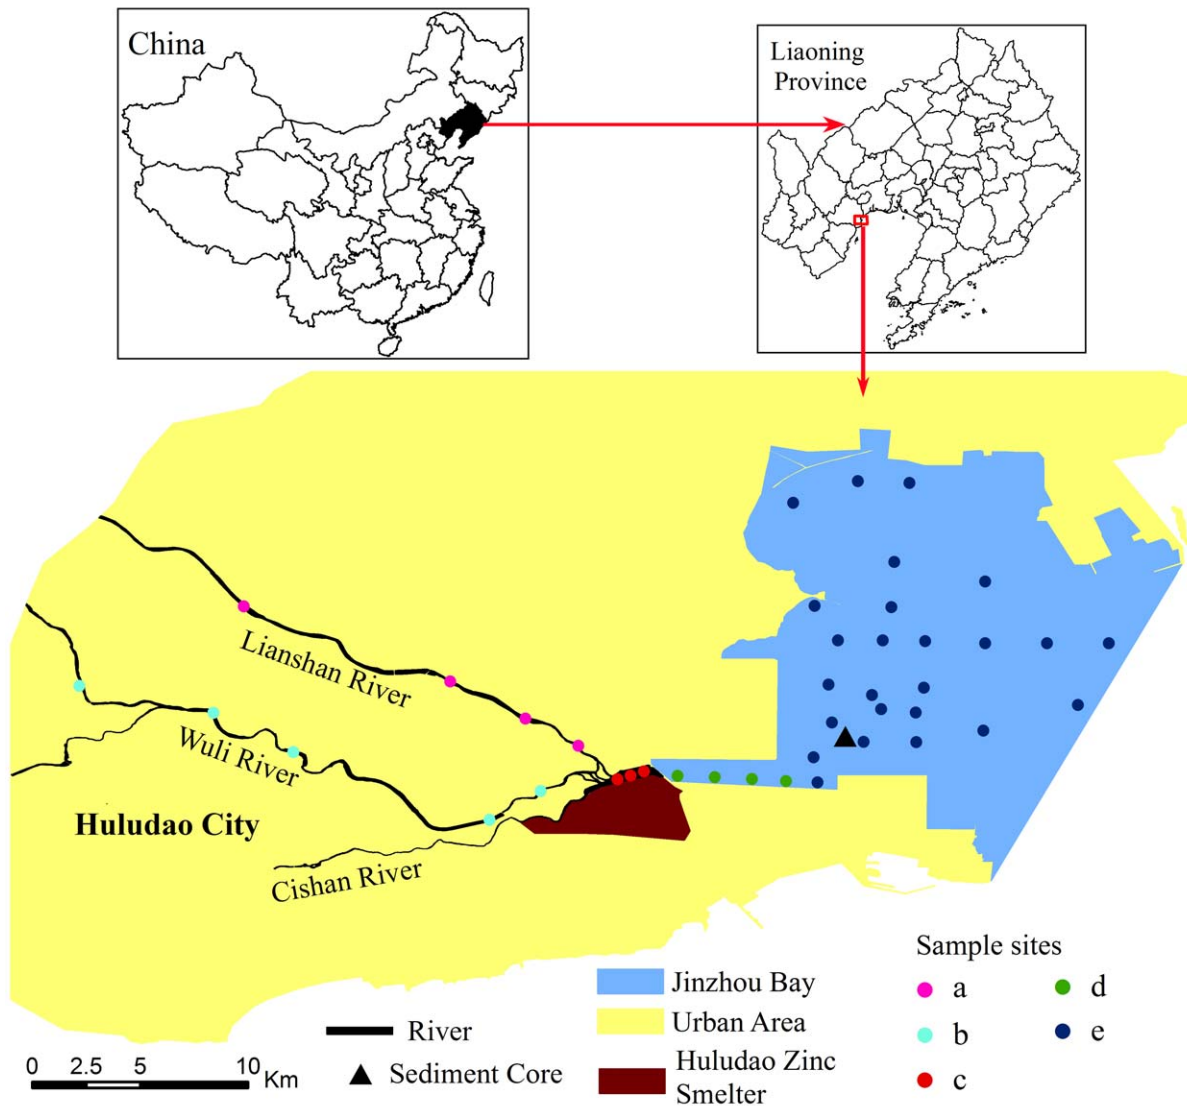 China
Liaoning
Province
Lianshan River
Wuli River
Huludao City
Cishan River
Sample sites
Jinzhou Bay
a
d
Urban Area
River
b
e
0 2.5 5 10
Km
Sediment Core
Huludao Zinc
Smelter
c